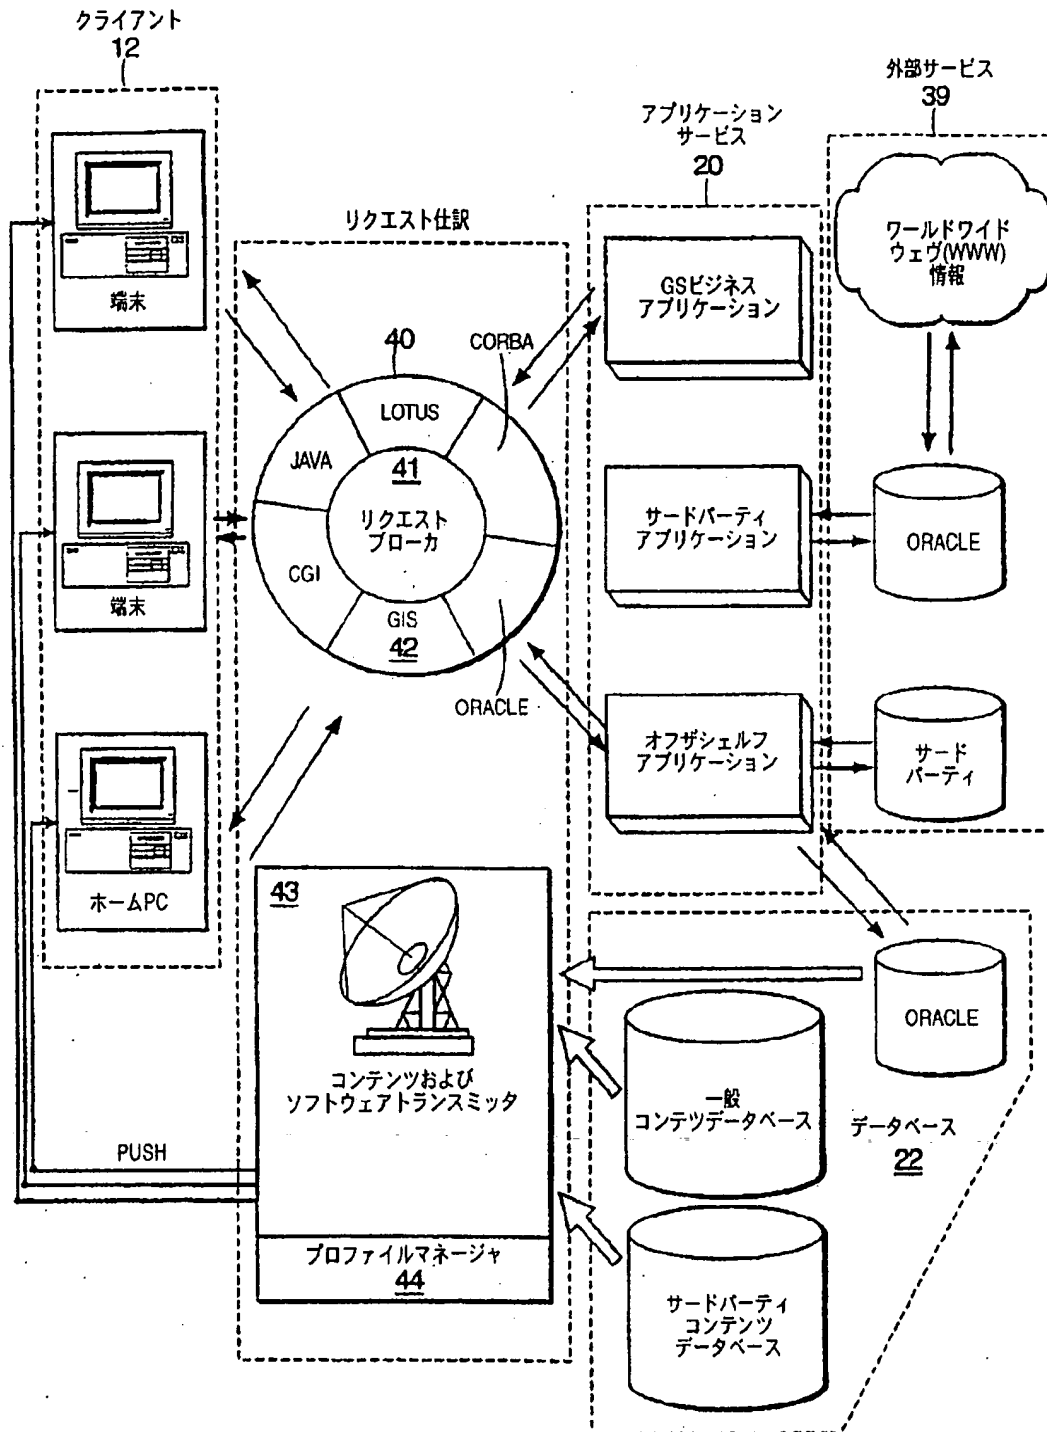 クライアント
12
端末
端末
ホームPC
リクエスト仕訳
40
CORBA
LOTUS
JAVA
41
リクエスト
ブローカ
CGI
GIS
42
ORACLE
43
コンテンツおよび
ソフトウェアトランスミッタ
PUSH
プロファイルマネージャ
44
アプリケーション
サービス
20
GSビジネス
アプリケーション
サードパーティ
アプリケーション
オフザシェルフ
アプリケーション
外部サービス
39
ワールドワイド
ウェヴ(WWW)
情報
ORACLE
サード
パーティ
ORACLE
一般
コンテツデータベース
データベース
22
サードパーティ
コンテンツ
データベース